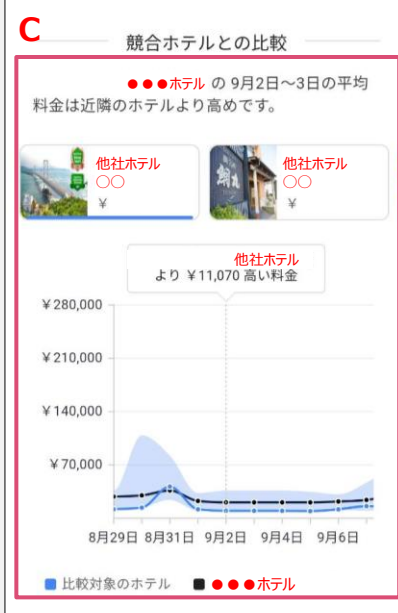 C
競合ホテルとの比較
●●●ホテル の 9月2日〜3日の平均
料金は近隣のホテルより高めです。
他社ホテル
○○
¥
他社ホテル
○○
¥
他社ホテル
より ¥11,070 高い料金
¥280,000
¥210,000
¥140,000
¥70,000
8月29日 8月31日 9月2日 9月4日 9月6日
比較対象のホテル ●●●ホテル